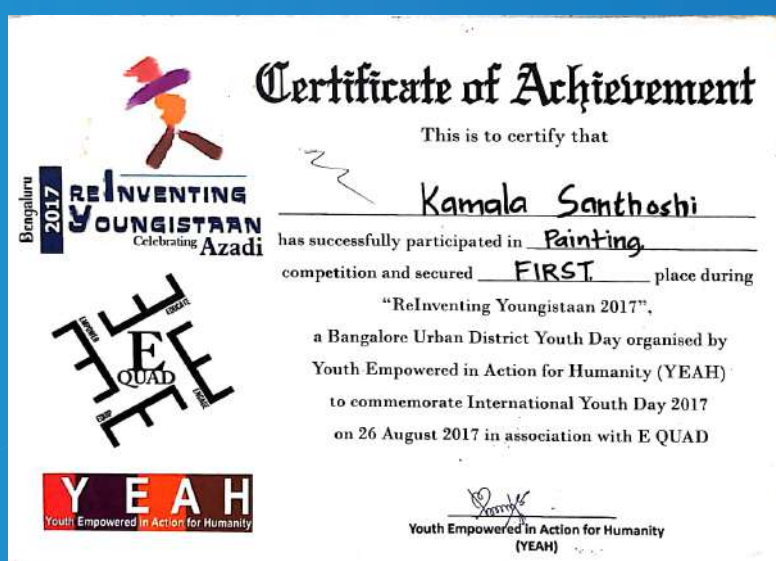 Certificate of Achievement
This is to certify that
Kamala Santhoshi
has successfully participated in Painting.
competition and secured FIRST. place during
“ReInventing Youngistaan 2017”,
a Bangalore Urban District Youth Day organised by
Youth Empowered in Action for Humanity (YEAH)
to commemorate International Youth Day 2017
on 26 August 2017 in association with E QUAD
Youth Empowered in Action for Humanity
(YEAH)
Bengaluru
2017
REINVENTING
YOUNGISTAAN
Celebrating Azadi
EMPOWER
EDUCATE
E
QUAD
ENGAGE
YEAH
Youth Empowered in Action for Humanity